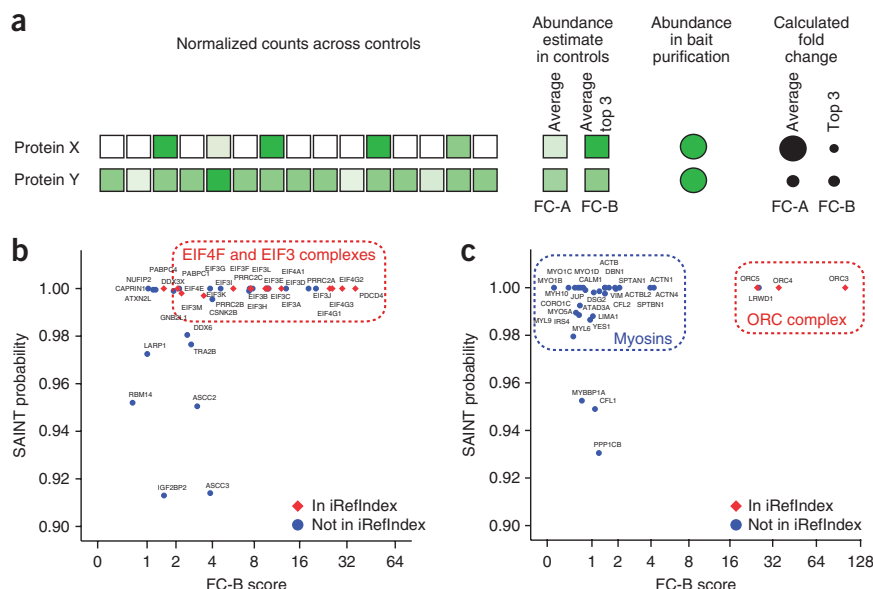 a
Normalized counts across controls
Abundance
estimate
in controls
Abundance
in bait
purification
Calculated
fold
change
Average
Average
top 3
Average
Top 3
Protein X
Protein Y
FC-A
FC-B
FC-A
FC-B
b
EIF4F and EIF3 complexes
PABPC4
NUFIP2
DDX3X
PABPC1
EIF3G
EIF3F
EIF3L
EIF4A1
PRRC2C
EIF3E
PRRC2A
EIF4G2
CAPRIN1
EIF4E
EIF3I
EIF3D
ATXN2L
EIF3K
EIF3B
EIF3C
EIF3J
PDCD4
EIF3M
PRRC2B
EIF3H
EIF3A
EIF4G3
GNB2L1
CSNK2B
EIF4G1
DDX6
LARP1
TRA2B
RBM14
ASCC2
IGF2BP2
ASCC3
In iRefIndex
Not in iRefIndex
SAINT probability
1.00
0.98
0.96
0.94
0.92
0.90
0
1
2
4
8
16
32
64
FC-B score
c
ACTB
MYO1C
MYO1D
DBN1
MYO1B
CALM1
SPTAN1
ACTN1
MYH10
JUP
DSG2
VIM
ACTBL2
ACTN4
CORO1C
ATAD3A
CFL2
SPTBN1
MYO5A
LIMA1
MYL9
IRS4
YES1
MYL6
Myosins
MYBBP1A
CFL1
PPP1CB
ORC5
ORC4
ORC3
LRWD1
ORC complex
In iRefIndex
Not in iRefIndex
SAINT probability
1.00
0.98
0.96
0.94
0.92
0.90
0
1
2
4
8
16
32
64
128
FC-B score